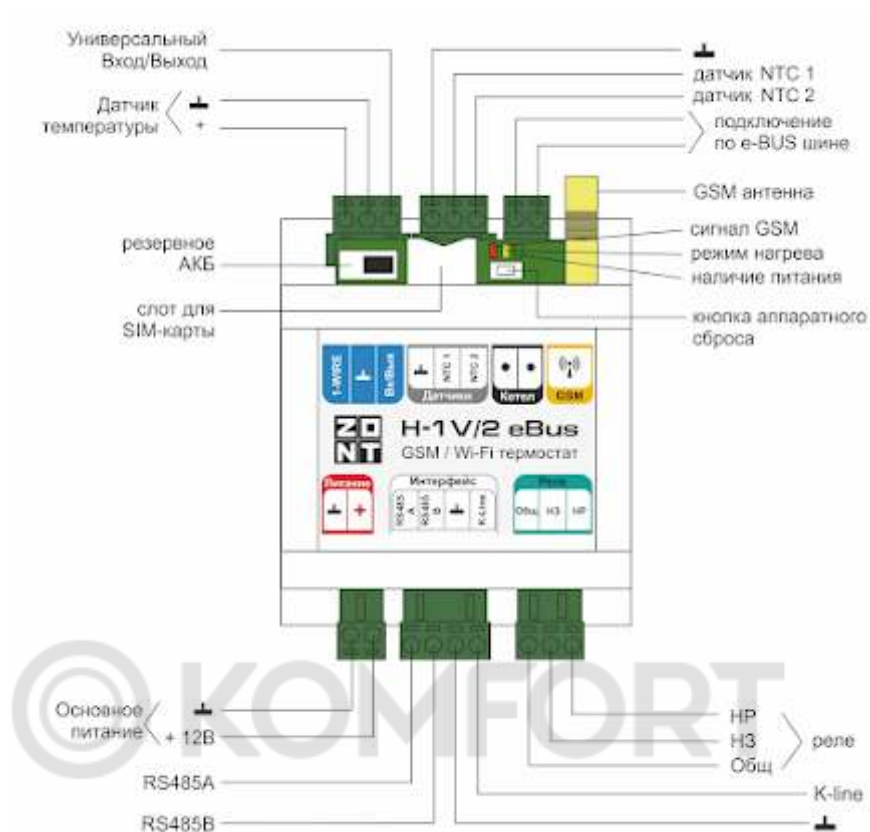 Универсальный
Вход/Выход
Датчик
температуры
+
датчик NTC 1
датчик NTC 2
подключение
по e-BUS шине
GSM антенна
сигнал GSM
режим нагрева
наличие питания
кнопка аппаратного
сброса
резервное
АКБ
слот для
SIM-карты
1-WIRE
Вх/Вых
NTC 1
NTC 2
Датчики
Котел
GSM
ZONT
H-1V/2 eBus
GSM / Wi-Fi термостат
Питание
+
Интерфейс
RS485
A
RS485
B
K-Line
Реле
Общ НЗ НР
© KOMFORT
Основное
питание
+ 12В
RS485A
RS485B
НР
НЗ
Общ
реле
K-line